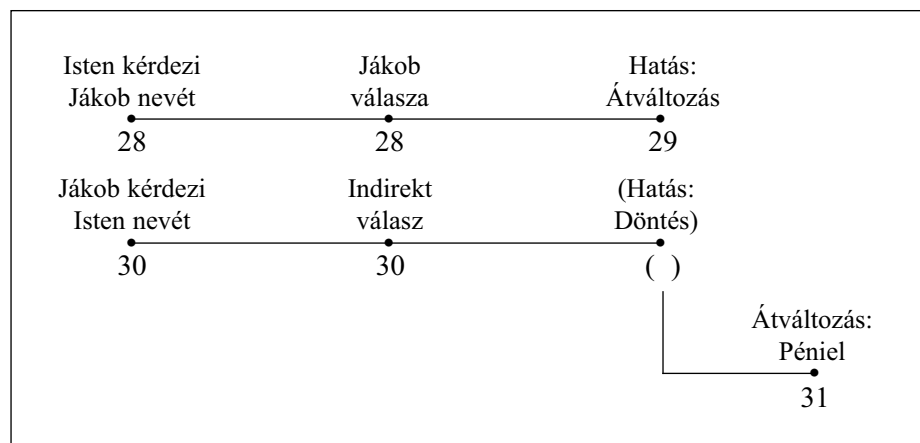 Isten kérdezi
Jákob nevét
Jákob
válasza
Hatás:
Átváltozás
28
28
29
Jákob kérdezi
Isten nevét
Indirekt
válasz
(Hatás:
Döntés)
30
30
( )
Átváltozás:
Péniel
31